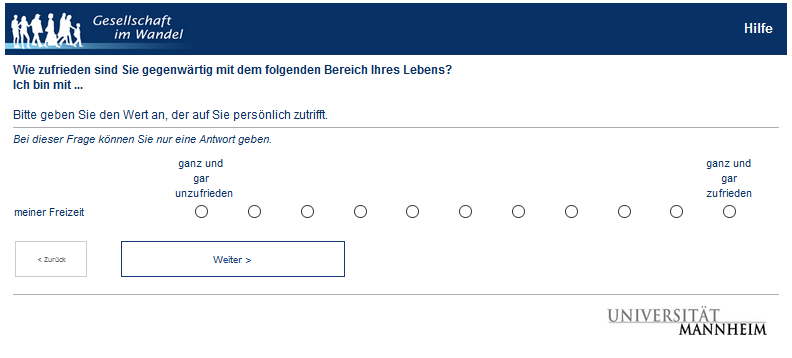 Gesellschaft
im Wandel
Hilfe
Wie zufrieden sind Sie gegenwärtig mit dem folgenden Bereich Ihres Lebens?
Ich bin mit ...
Bitte geben Sie den Wert an, der auf Sie persönlich zutrifft.
Bei dieser Frage können Sie nur eine Antwort geben.
ganz und
gar
unzufrieden
ganz und
gar
zufrieden
meiner Freizeit
< Zurück
Weiter >
UNIVERSITÄT
MANNHEIM